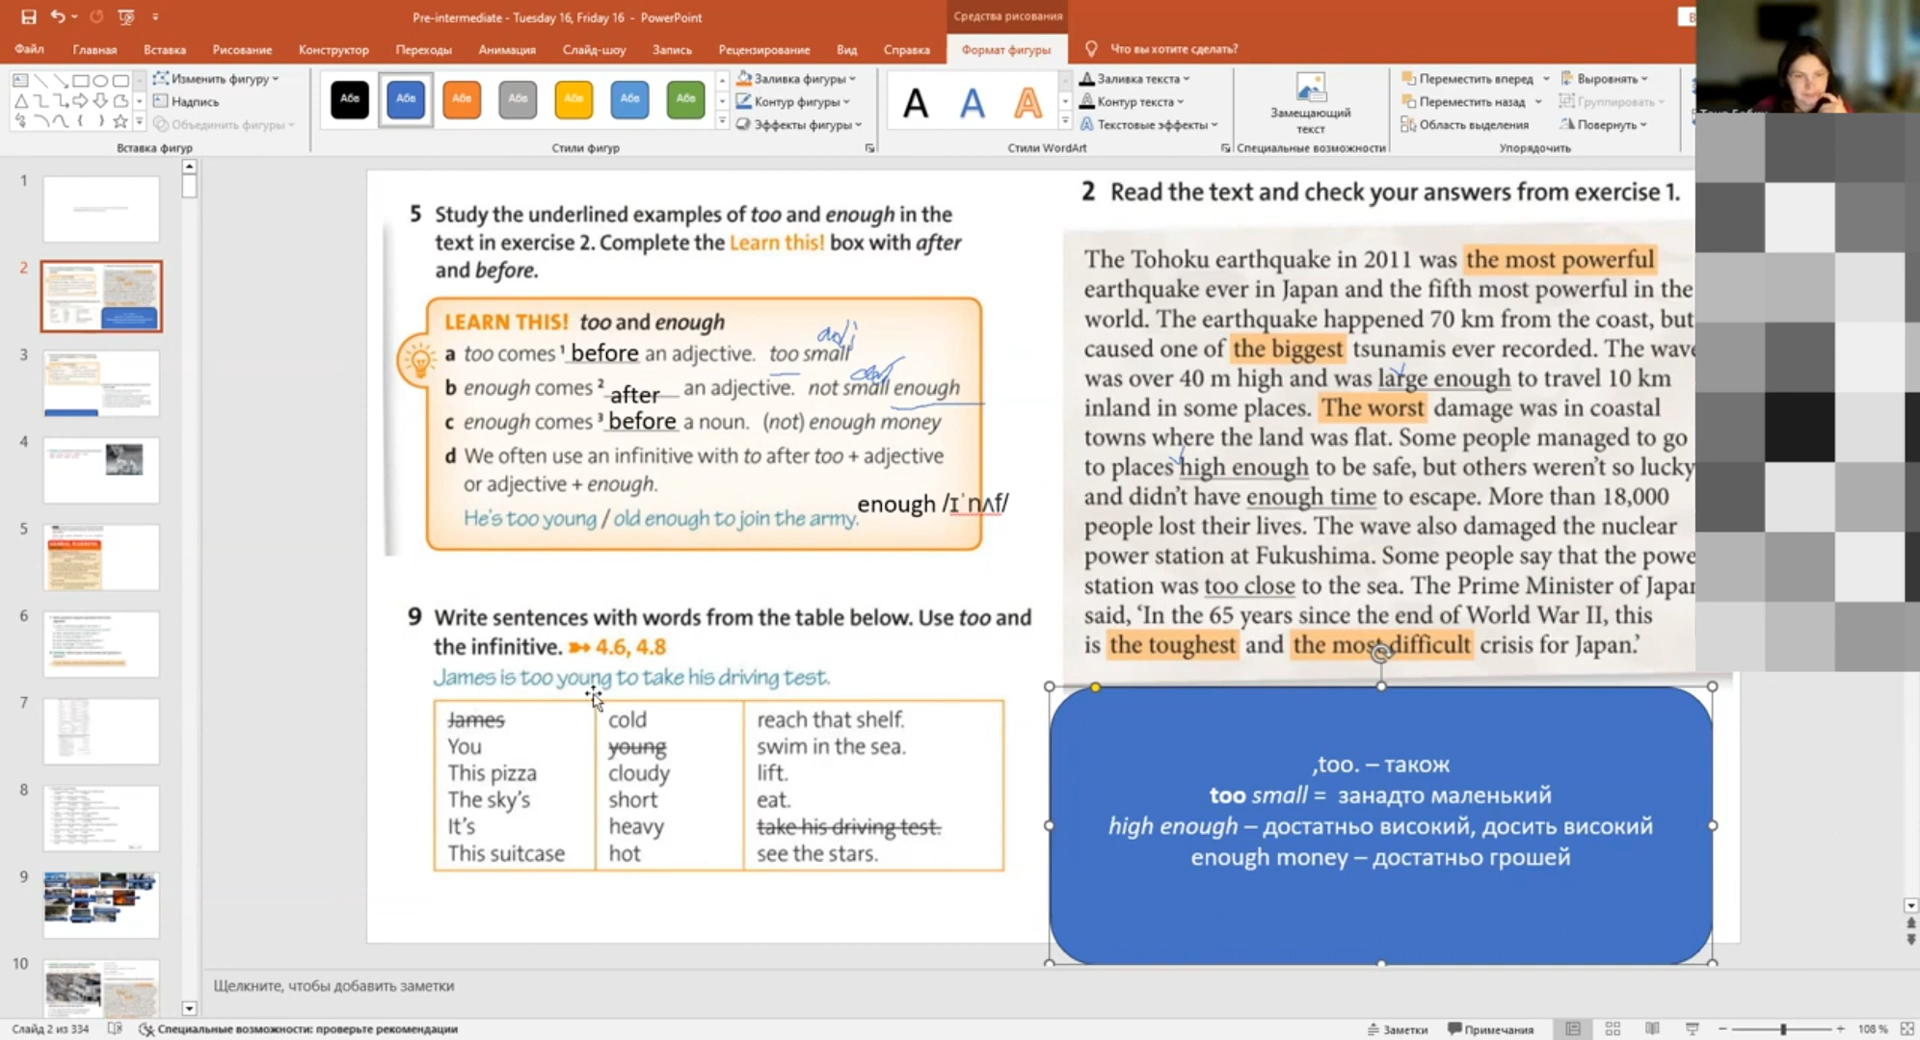 Pre-intermediate - Tuesday 16, Friday 16 - PowerPoint
Средства рисования
Файл Главная Вставка Рисование Конструктор Переходы Анимация Слайд-шоу Запись Рецензирование Вид Справка Формат фигуры Что вы хотите сделать?
Изменить фигуру
Надпись
Объединить фигуры
Вставка фигур
Абв Абв Абв Абв Абв Абв Абв
Заливка фигуры
Контур фигуры
Эффекты фигуры
Стили фигур
A A A
Заливка текста
Контур текста
Текстовые эффекты
Стили WordArt
Замещающий
текст
Специальные возможности
Переместить вперед
Переместить назад
Область выделения
Выровнять
Группировать
Повернуть
Упорядочить
1
2
3
4
5
6
7
8
9
10
5 Study the underlined examples of too and enough in the
text in exercise 2. Complete the Learn this! box with after
and before.
LEARN THIS! too and enough
adj
a too comes ¹ before an adjective. too small
b enough comes ² after an adjective. not small enough
c enough comes ³ before a noun. (not) enough money
d We often use an infinitive with to after too + adjective
or adjective + enough.
He's too young / old enough to join the army.
enough /ɪˈnʌf/
9 Write sentences with words from the table below. Use too and
the infinitive. ➼ 4.6, 4.8
James is too young to take his driving test.
James cold reach that shelf.
You young swim in the sea.
This pizza cloudy lift.
The sky's short eat.
It's heavy take his driving test.
This suitcase hot see the stars.
2 Read the text and check your answers from exercise 1.
The Tohoku earthquake in 2011 was the most powerful
earthquake ever in Japan and the fifth most powerful in the
world. The earthquake happened 70 km from the coast, but
caused one of the biggest tsunamis ever recorded. The wave
was over 40 m high and was large enough to travel 10 km
inland in some places. The worst damage was in coastal
towns where the land was flat. Some people managed to go
to places high enough to be safe, but others weren't so lucky
and didn't have enough time to escape. More than 18,000
people lost their lives. The wave also damaged the nuclear
power station at Fukushima. Some people say that the powe
station was too close to the sea. The Prime Minister of Japan
said, 'In the 65 years since the end of World War II, this
is the toughest and the most difficult crisis for Japan.'
,too. – також
too small = занадто маленький
high enough – достатньо високий, досить високий
enough money – достатньо грошей
Щелкните, чтобы добавить заметки
Слайд 2 из 334 Специальные возможности: проверьте рекомендации Заметки Примечания 108 %